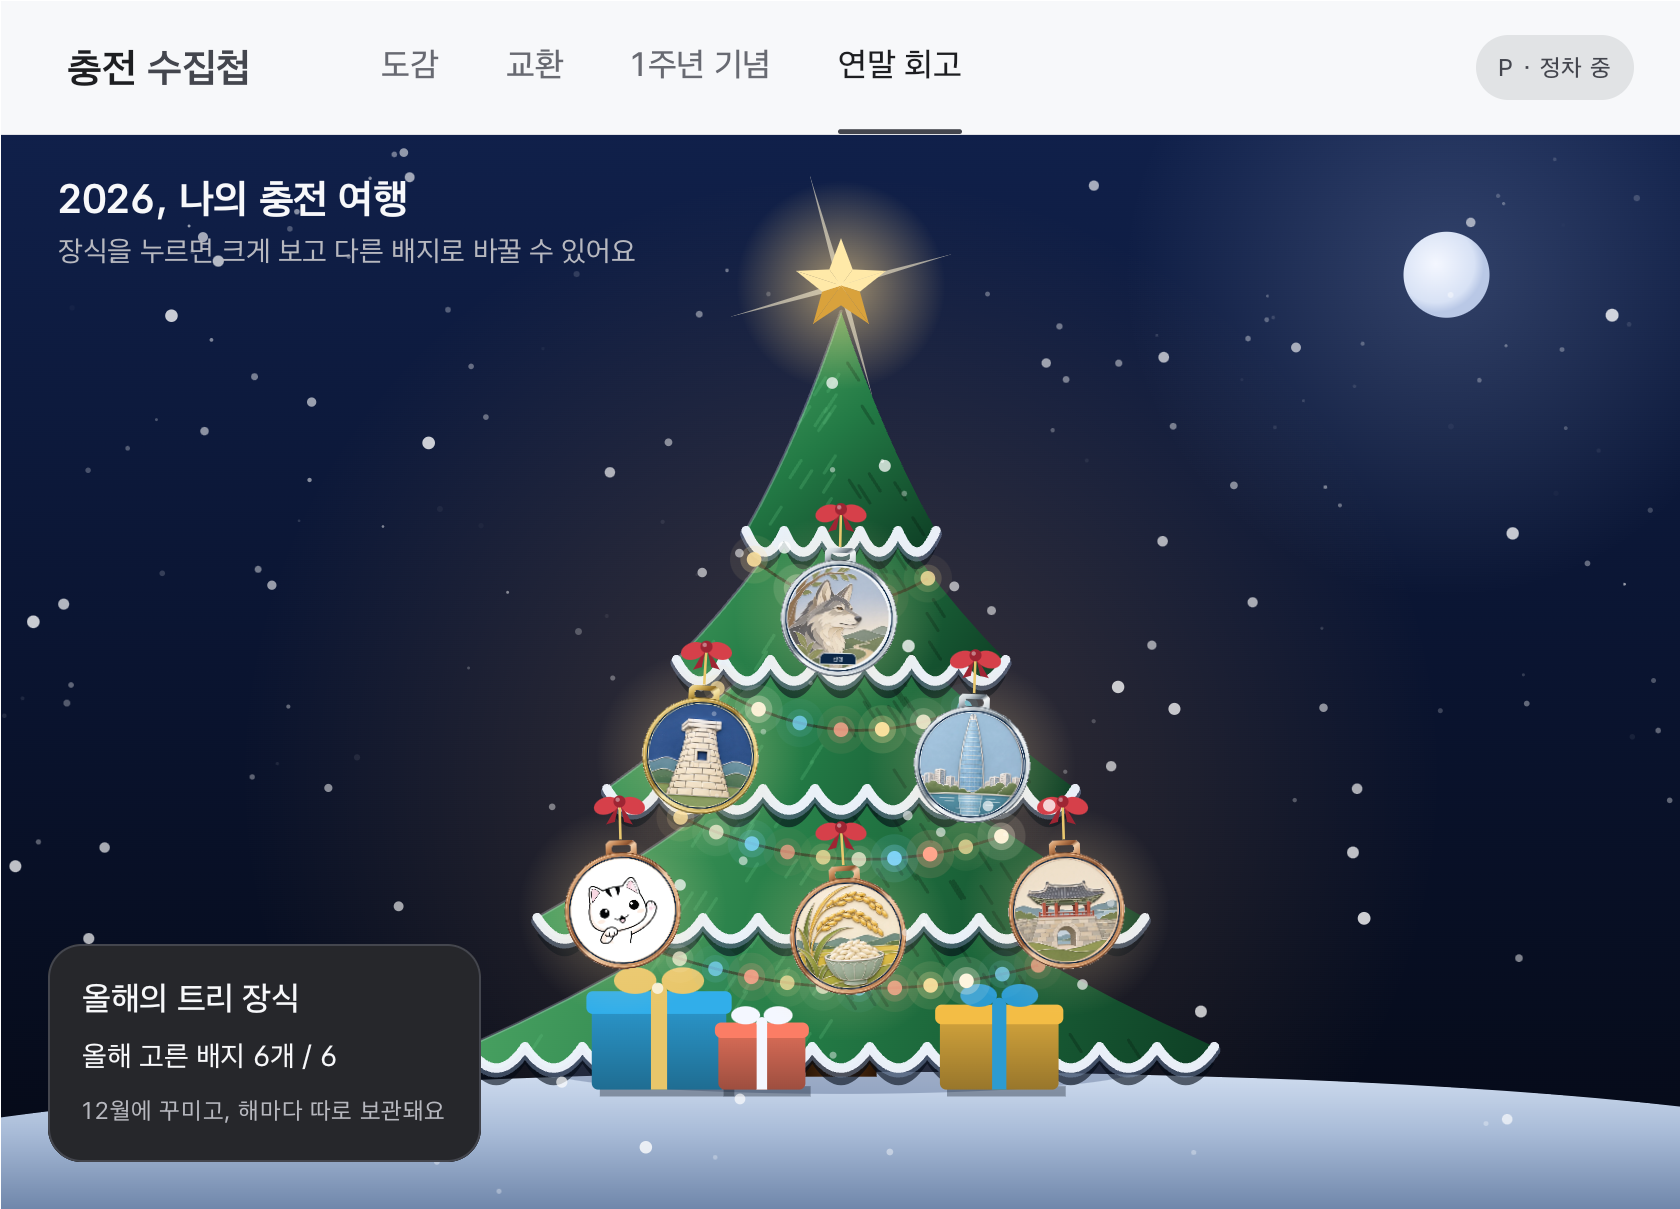 충전 수집첩
도감
교환
1주년 기념
연말 회고
P · 정차 중
2026, 나의 충전 여행
장식을 누르면 크게 보고 다른 배지로 바꿀 수 있어요
올해의 트리 장식
올해 고른 배지 6개 / 6
12월에 꾸미고, 해마다 따로 보관돼요